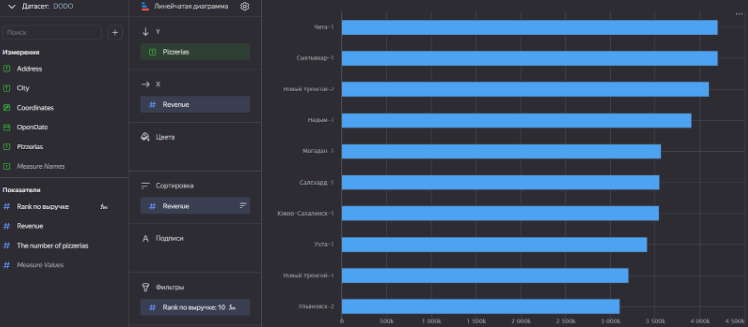 Датасет: DODO
Поиск
+
Измерения
Address
City
Coordinates
OpenDate
Pizzerias
Measure Names
Показатели
Rank по выручке
Revenue
The number of pizzerias
Measure Values
Линейчатая диаграмма
Y
Pizzerias
X
Revenue
Цвета
Сортировка
Revenue
Подписи
Фильтры
Rank по выручке: 10
Чита-1
Сыктывкар-1
Новый Уренгой-2
Надым-1
Магадан-1
Салехард-1
Южно-Сахалинск-1
Ухта-1
Новый Уренгой-1
Ульяновск-2
0 500k 1 000k 1 500k 2 000k 2 500k 3 000k 3 500k 4 000k 4 500k